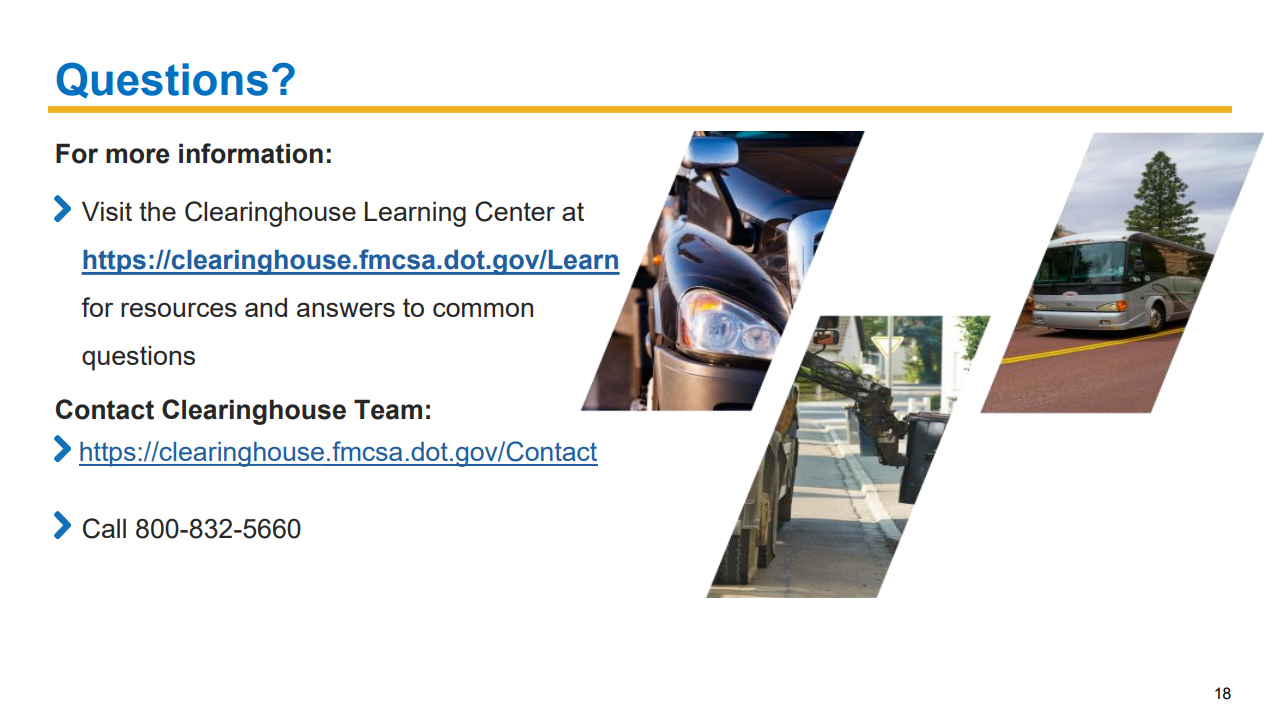 Questions?
For more information:
Visit the Clearinghouse Learning Center at
https://clearinghouse.fmcsa.dot.gov/Learn
for resources and answers to common
questions
Contact Clearinghouse Team:
https://clearinghouse.fmcsa.dot.gov/Contact
Call 800-832-5660
18